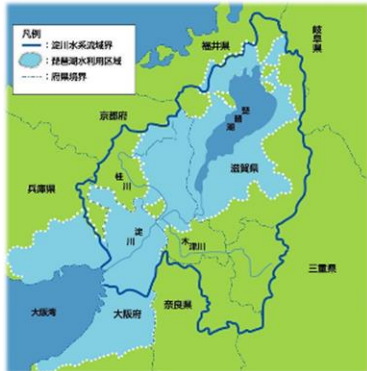 凡例
：淀川水系流域界
：琵琶湖水利用区域
：府県境界
福井県
岐阜県
京都府
琵琶湖
滋賀県
桂川
兵庫県
淀川
木津川
三重県
大阪湾
大阪府
奈良県